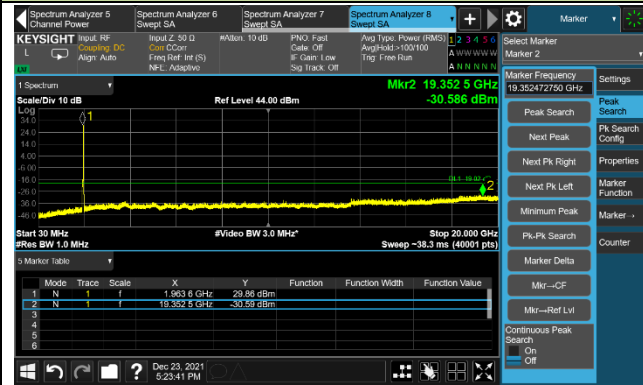 Spectrum Analyzer 5
Channel Power
Spectrum Analyzer 6
Swept SA
Spectrum Analyzer 7
Swept SA
Spectrum Analyzer 8
Swept SA
Marker
KEYSIGHT
L
Input: RF
Coupling: DC
Align: Auto
Input Z: 50 Ω
Corr CCorr
Freq Ref: Int (S)
NFE: Adaptive
#Atten: 10 dB
PNO: Fast
Gate: Off
IF Gain: Low
Sig Track: Off
Avg Type: Power (RMS)
Avg|Hold:>100/100
Trig: Free Run
1 2 3 4 5 6
A W W W W W
A N N N N N
Select Marker
Marker 2
1 Spectrum
Mkr2 19.352 5 GHz
-30.586 dBm
Scale/Div 10 dB
Ref Level 44.00 dBm
Log
34.0
24.0
14.0
4.00
-6.00
-16.0
-26.0
-36.0
-46.0
1
2
Start 30 MHz
#Video BW 3.0 MHz*
Stop 20.000 GHz
#Res BW 1.0 MHz
Sweep ~38.3 ms (40001 pts)
5 Marker Table
Mode Trace Scale X Y Function Function Width Function Value
1 N 1 f 1.963 6 GHz 29.86 dBm
2 N 1 f 19.352 5 GHz -30.59 dBm
3
4
5
6
Marker Frequency
19.352472750 GHz
Peak Search
Next Peak
Next Pk Right
Next Pk Left
Minimum Peak
Pk-Pk Search
Marker Delta
Mkr→CF
Mkr→Ref Lvl
Continuous Peak
Search
On
Off
Settings
Peak
Search
Pk Search
Config
Properties
Marker
Function
Marker→
Counter
?
Dec 23, 2021
5:23:41 PM